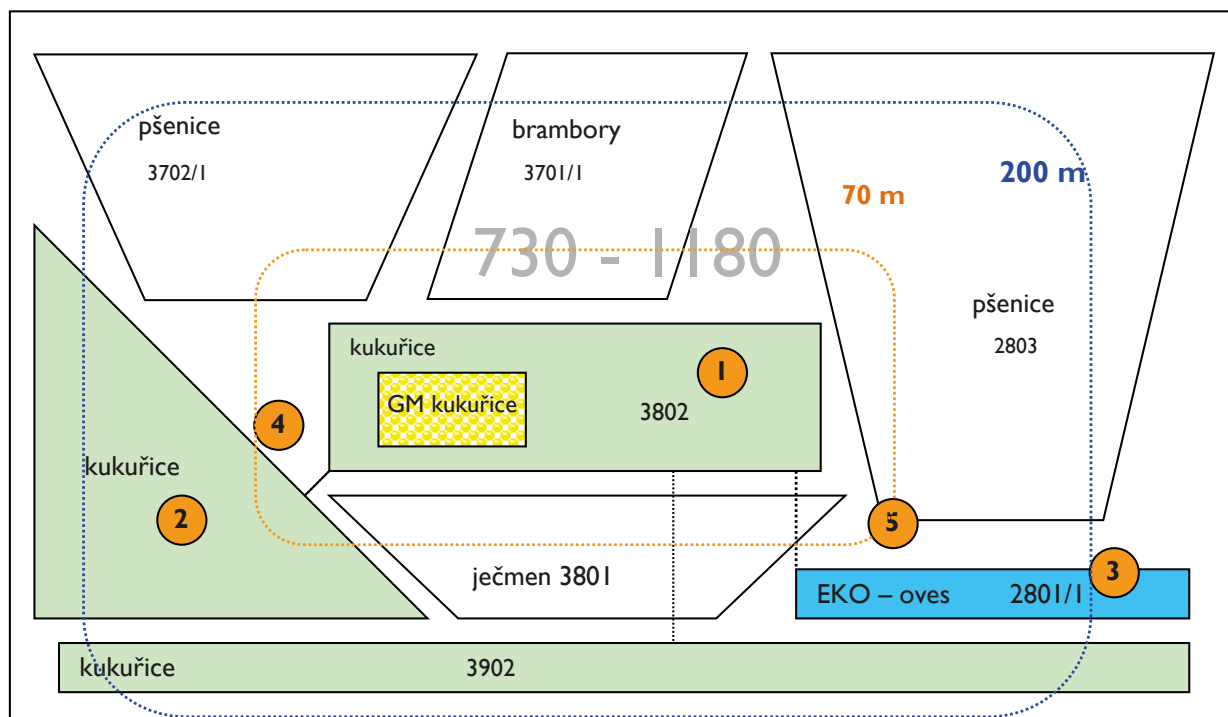 pšenice
3702/1
brambory
3701/1
200 m
70 m
730 - 1180
pšenice
2803
kukuřice
1
GM kukuřice
3802
4
kukuřice
2
5
ječmen 3801
EKO – oves 2801/1
3
kukuřice 3902